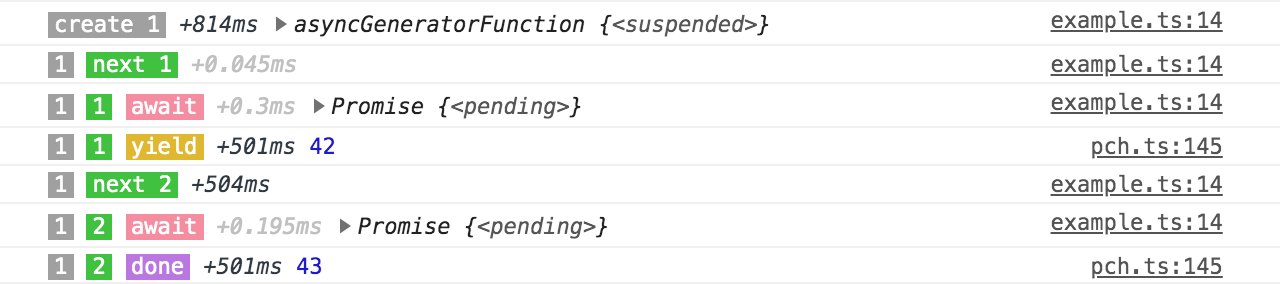 create 1 +814ms ▶asyncGeneratorFunction {<suspended>} example.ts:14
1 next 1 +0.045ms example.ts:14
1 1 await +0.3ms ▶Promise {<pending>} example.ts:14
1 1 yield +501ms 42 pch.ts:145
1 next 2 +504ms example.ts:14
1 2 await +0.195ms ▶Promise {<pending>} example.ts:14
1 2 done +501ms 43 pch.ts:145